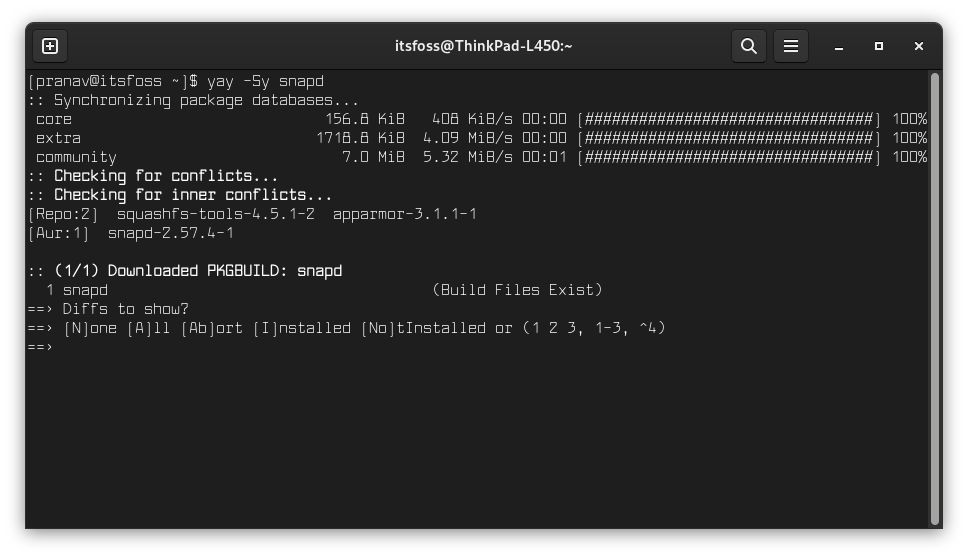 itsfoss@ThinkPad-L450:~
[pranav@itsfoss ~]$ yay -Sy snapd
:: Synchronizing package databases...
core 156.8 KiB 408 KiB/s 00:00 [################################] 100%
extra 1718.8 KiB 4.09 MiB/s 00:00 [################################] 100%
community 7.0 MiB 5.32 MiB/s 00:01 [################################] 100%
:: Checking for conflicts...
:: Checking for inner conflicts...
[Repo:2] squashfs-tools-4.5.1-2 apparmor-3.1.1-1
[Aur:1] snapd-2.57.4-1
:: (1/1) Downloaded PKGBUILD: snapd
1 snapd (Build Files Exist)
==> Diffs to show?
==> [N]one [A]ll [Ab]ort [I]nstalled [No]tInstalled or (1 2 3, 1-3, ^4)
==>